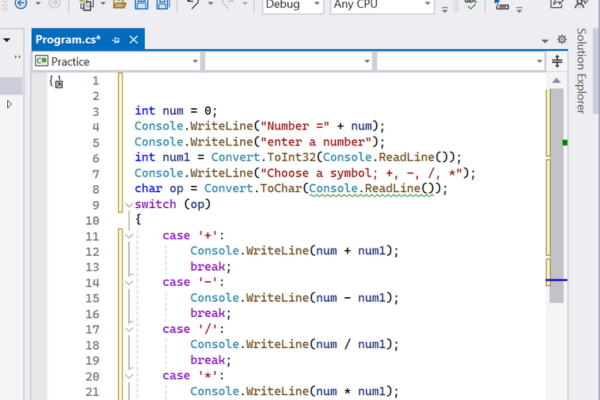 Debug Any CPU
Program.cs*
Practice
Solution Explorer
1
2
3 int num = 0;
4 Console.WriteLine("Number =" + num);
5 Console.WriteLine("enter a number");
6 int num1 = Convert.ToInt32(Console.ReadLine());
7 Console.WriteLine("Choose a symbol; +, -, /, *");
8 char op = Convert.ToChar(Console.ReadLine());
9 switch (op)
10 {
11 case '+':
12 Console.WriteLine(num + num1);
13 break;
14 case '-':
15 Console.WriteLine(num - num1);
16 break;
17 case '/':
18 Console.WriteLine(num / num1);
19 break;
20 case '*':
21 Console.WriteLine(num * num1);